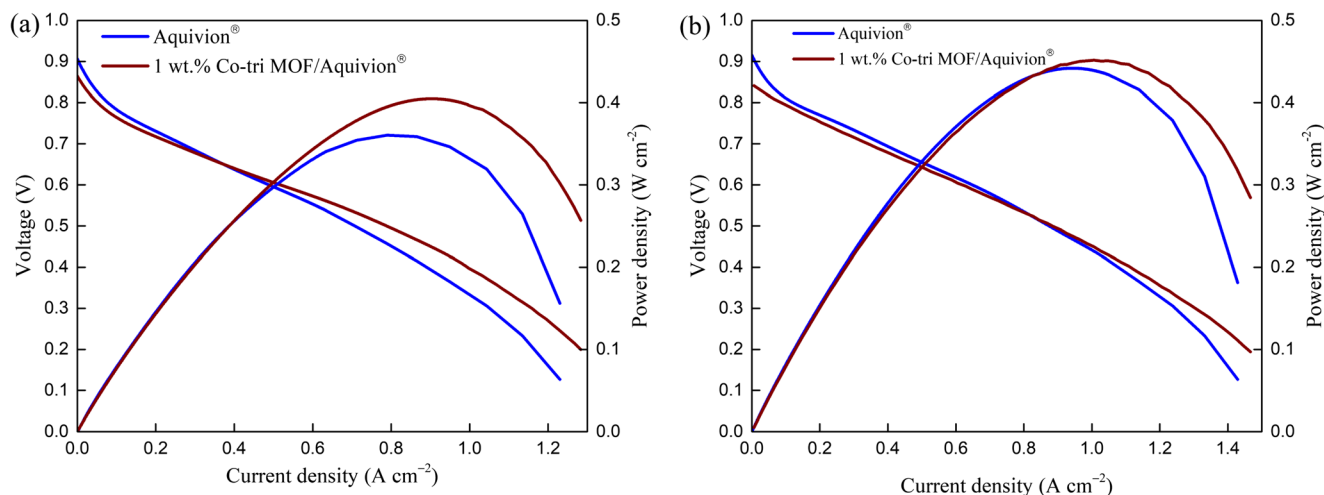 (a)
Aquivion®
1 wt.% Co-tri MOF/Aquivion®
Voltage (V)
1.0
0.9
0.8
0.7
0.6
0.5
0.4
0.3
0.2
0.1
0.0
0.0 0.2 0.4 0.6 0.8 1.0 1.2
Current density (A cm⁻²)
0.5
0.4
0.3
0.2
0.1
0.0
Power density (W cm⁻²)
(b)
Aquivion®
1 wt.% Co-tri MOF/Aquivion®
Voltage (V)
1.0
0.9
0.8
0.7
0.6
0.5
0.4
0.3
0.2
0.1
0.0
0.0 0.2 0.4 0.6 0.8 1.0 1.2 1.4
Current density (A cm⁻²)
0.5
0.4
0.3
0.2
0.1
0.0
Power density (W cm⁻²)